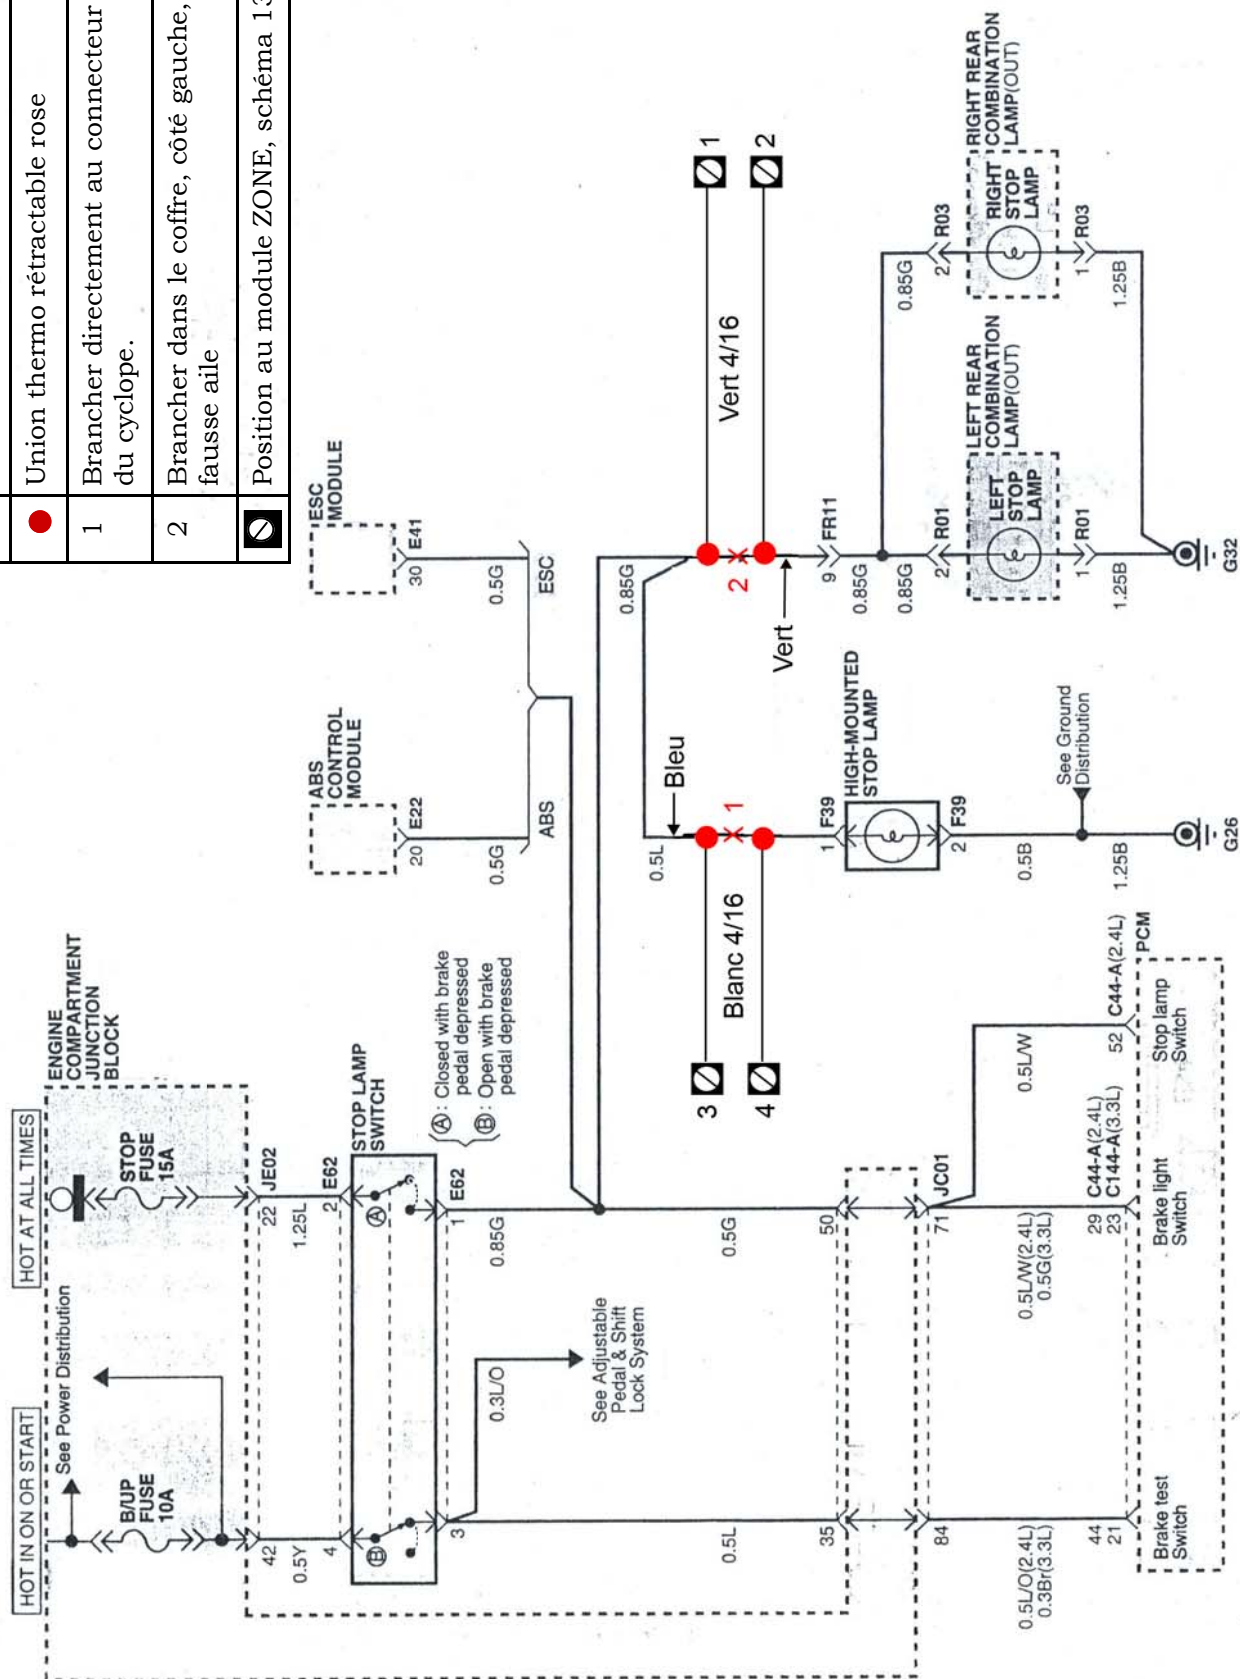 Union thermo rétractable rose
1
Brancher directement au connecteur
du cyclope.
2
Brancher dans le coffre, côté gauche,
fausse aile
Position au module ZONE, schéma 13
HOT IN ON OR START
HOT AT ALL TIMES
See Power Distribution
B/UP
FUSE
10A
STOP
FUSE
15A
ENGINE
COMPARTMENT
JUNCTION
BLOCK
42
0.5Y
4
22
JE02
1.25L
2
E62
STOP LAMP
SWITCH
Ⓑ
Ⓐ
3
1
E62
Ⓐ: Closed with brake
pedal depressed
Ⓑ: Open with brake
pedal depressed
0.3L/O
0.85G
See Adjustable
Pedal & Shift
Lock System
0.5L
0.5G
35
50
84
71
JC01
0.5L/O(2.4L)
0.3Br(3.3L)
0.5L/W(2.4L)
0.5G(3.3L)
0.5L/W
44
21
29
23
C44-A(2.4L)
C144-A(3.3L)
52
C44-A(2.4L)
PCM
Brake test
Switch
Brake light
Switch
Stop lamp
Switch
ABS
CONTROL
MODULE
20
E22
0.5G
ABS
ESC
MODULE
30
E41
0.5G
ESC
0.85G
0.5L
Bleu
3
4
Blanc 4/16
1
1
F39
HIGH-MOUNTED
STOP LAMP
2
F39
0.5B
See Ground
Distribution
1.25B
G26
1
2
Vert 4/16
2
Vert
9
FR11
0.85G
0.85G
0.85G
2
R01
LEFT REAR
COMBINATION
LAMP(OUT)
LEFT
STOP
LAMP
1
R01
1.25B
2
R03
RIGHT REAR
COMBINATION
LAMP(OUT)
RIGHT
STOP
LAMP
1
R03
1.25B
G32